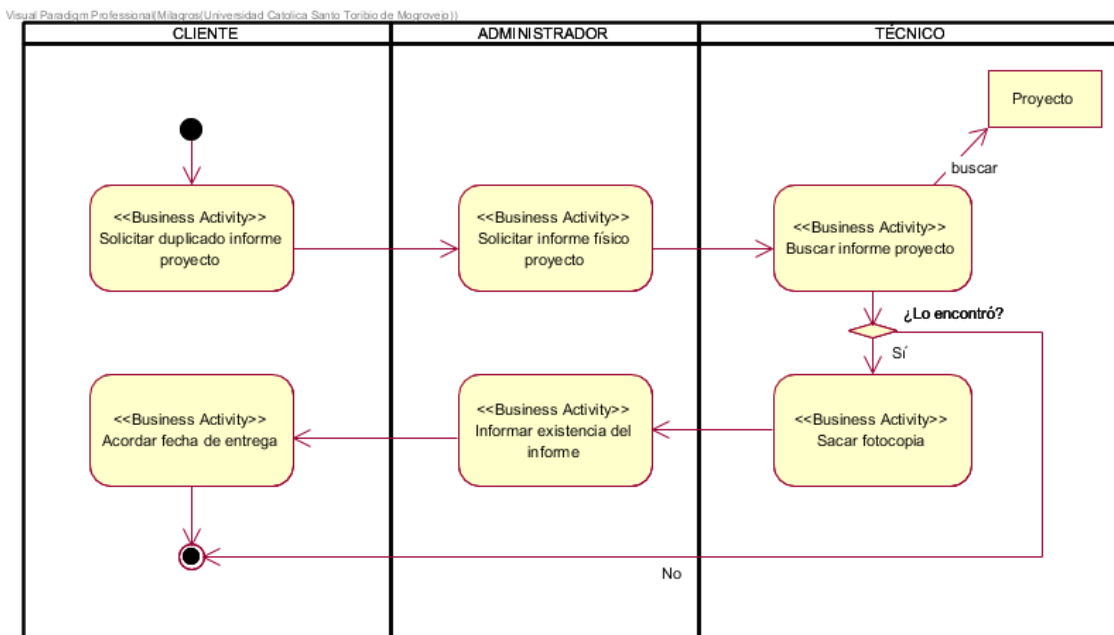 Visual Paradigm Professional(Milagros(Universidad Catolica Santo Toribio de Mogrovejo))
CLIENTE
ADMINISTRADOR
TÉCNICO
Proyecto
buscar
<<Business Activity>>
Solicitar duplicado informe
proyecto
<<Business Activity>>
Solicitar informe físico
proyecto
<<Business Activity>>
Buscar informe proyecto
¿Lo encontró?
Sí
<<Business Activity>>
Acordar fecha de entrega
<<Business Activity>>
Informar existencia del
informe
<<Business Activity>>
Sacar fotocopia
No